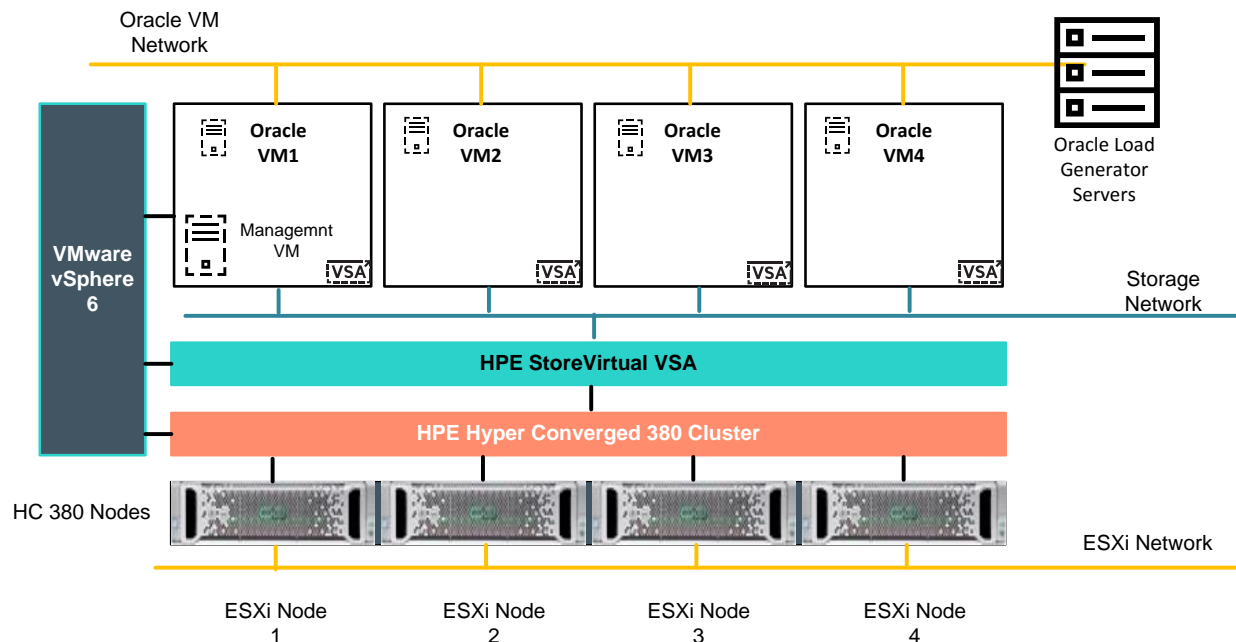 Oracle VM
Network
Oracle
VM1
Oracle
VM2
Oracle
VM3
Oracle
VM4
Oracle Load
Generator
Servers
VMware
vSphere
6
Managemnt
VM
VSA
VSA
VSA
VSA
Storage
Network
HPE StoreVirtual VSA
HPE Hyper Converged 380 Cluster
HC 380 Nodes
ESXi Network
ESXi Node
1
ESXi Node
2
ESXi Node
3
ESXi Node
4